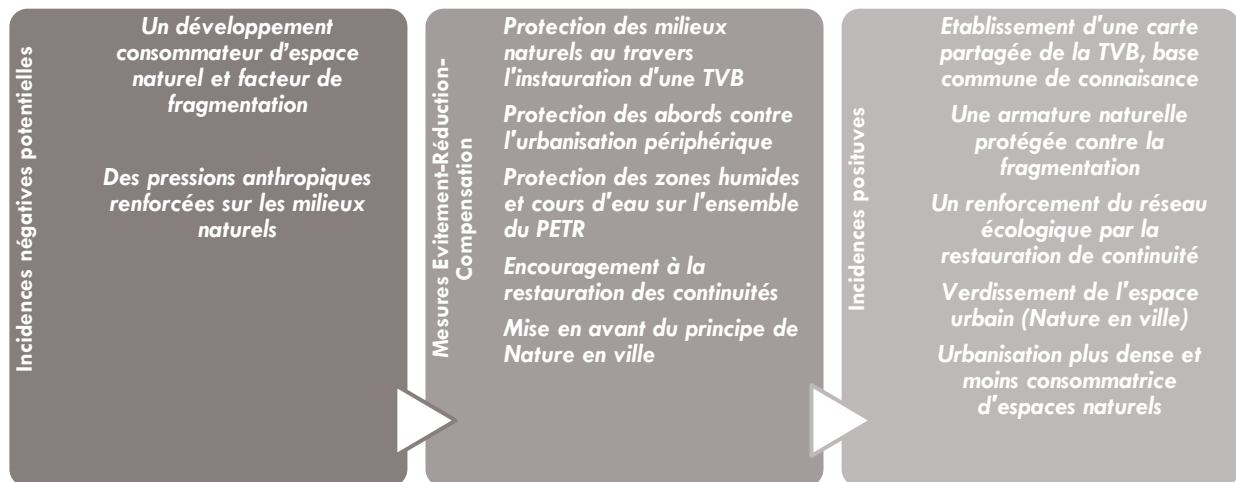 Incidences négatives potentielles
Un développement
consommateur d'espace
naturel et facteur de
fragmentation
Des pressions anthropiques
renforcées sur les milieux
naturels
Mesures Evitement-Réduction-
Compensation
Protection des milieux
naturels au travers
l'instauration d'une TVB
Protection des abords contre
l'urbanisation périphérique
Protection des zones humides
et cours d'eau sur l'ensemble
du PETR
Encouragement à la
restauration des continuités
Mise en avant du principe de
Nature en ville
Incidences posituves
Etablissement d'une carte
partagée de la TVB, base
commune de connaisance
Une armature naturelle
protégée contre la
fragmentation
Un renforcement du réseau
écologique par la
restauration de continuité
Verdissement de l'espace
urbain (Nature en ville)
Urbanisation plus dense et
moins consommatrice
d'espaces naturels